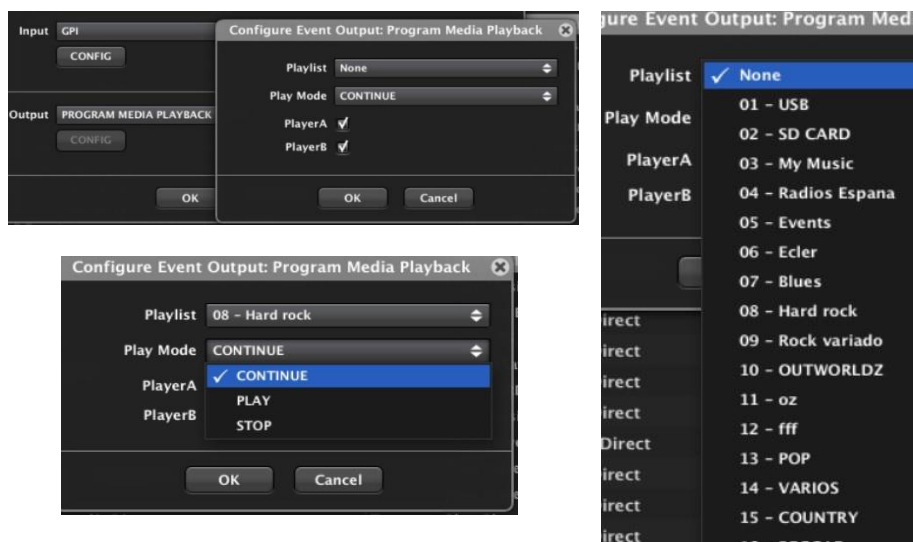 Input GPI
CONFIG
Output PROGRAM MEDIA PLAYBACK
CONFIG
OK
Configure Event Output: Program Media Playback
Playlist None
Play Mode CONTINUE
PlayerA
PlayerB
OK Cancel
Configure Event Output: Program Media Playback
Playlist 08 - Hard rock
Play Mode CONTINUE
CONTINUE
PlayerA
PLAY
PlayerB
STOP
OK Cancel
gure Event Output: Program Med
Playlist None
01 - USB
Play Mode
02 - SD CARD
PlayerA 03 - My Music
PlayerB 04 - Radios Espana
05 - Events
06 - Ecler
07 - Blues
08 - Hard rock
irect
09 - Rock variado
irect
10 - OUTWORLDZ
irect
11 - oz
irect
12 - fff
Direct
13 - POP
irect
14 - VARIOS
irect
15 - COUNTRY
irect